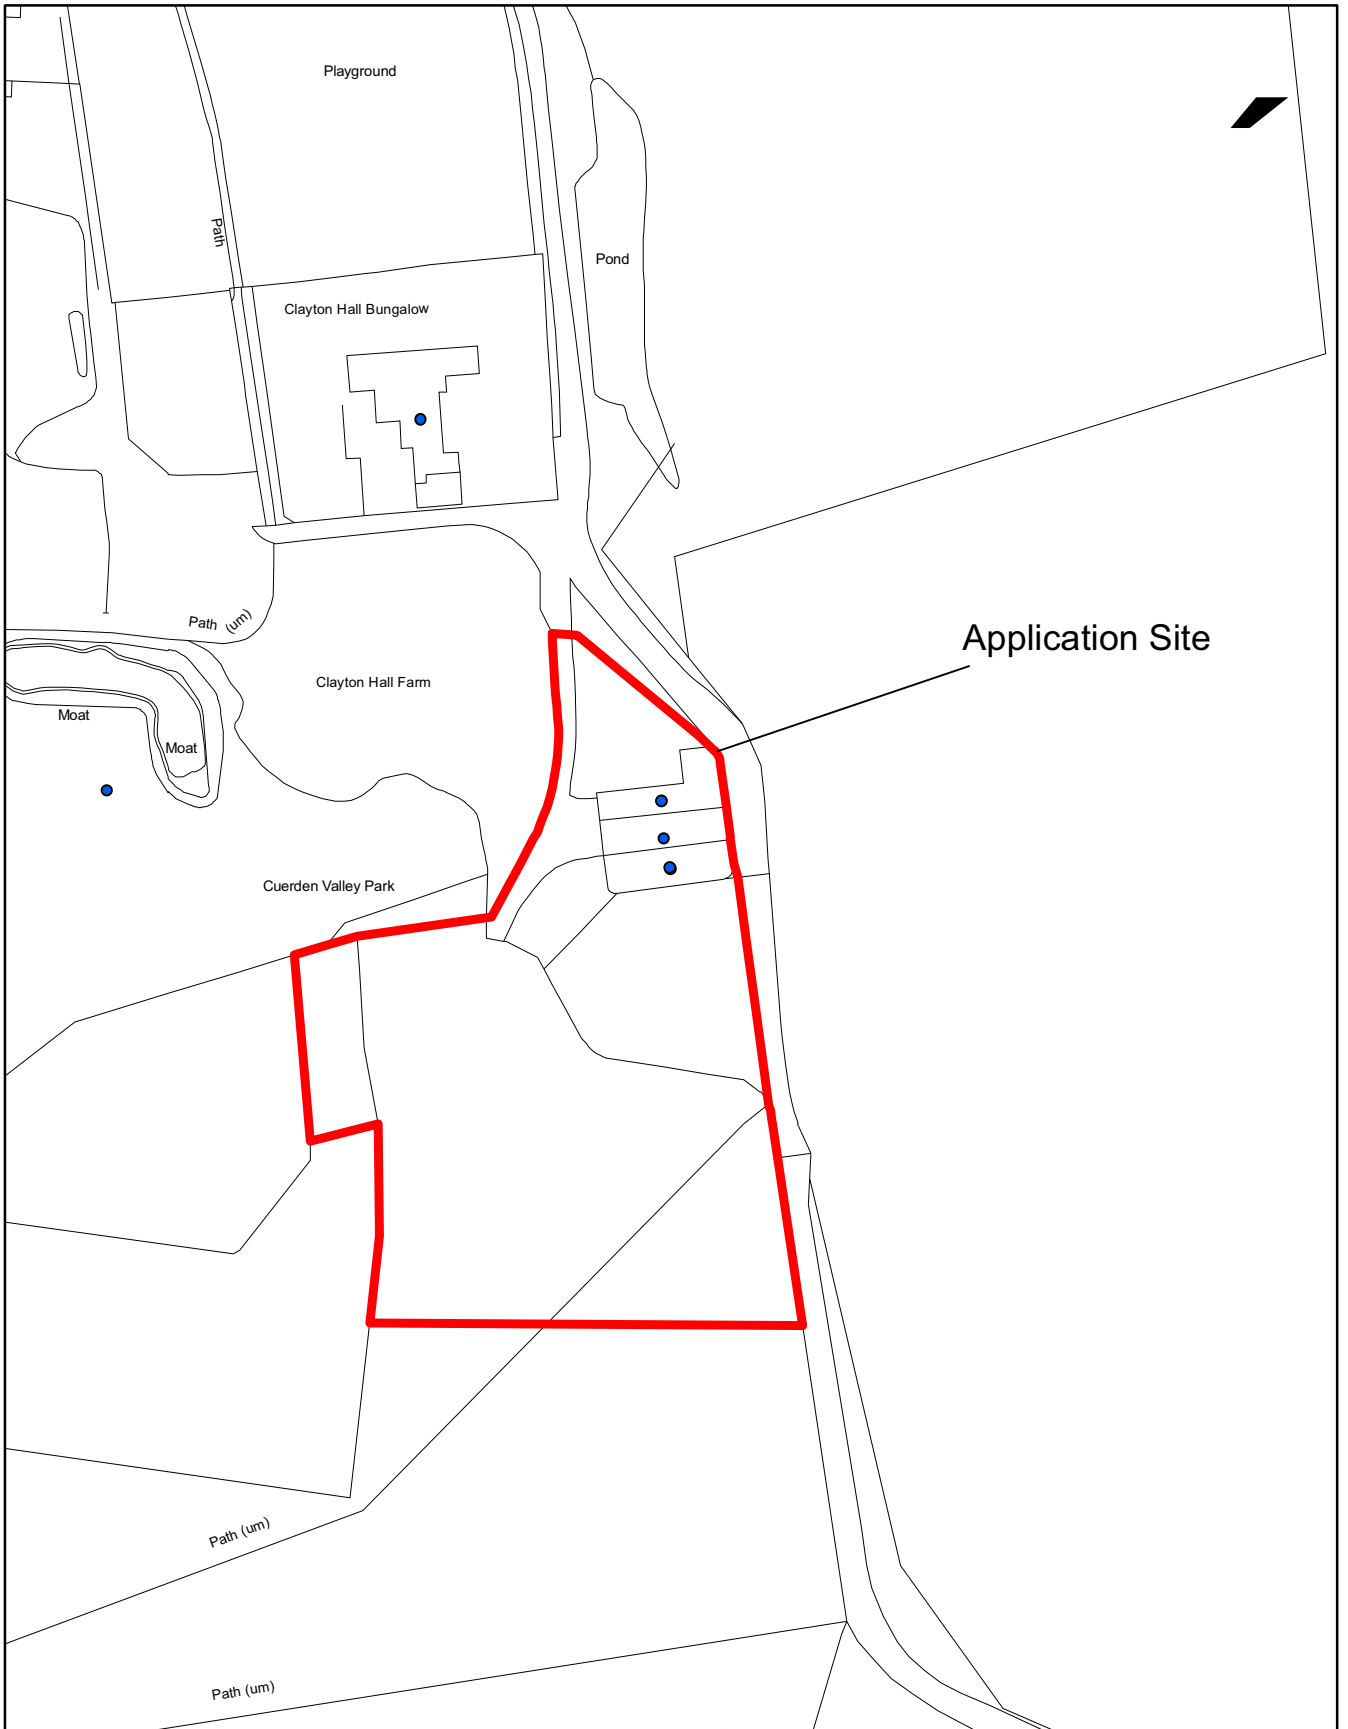 Playground
Path
Pond
Clayton Hall Bungalow
Path (um)
Application Site
Clayton Hall Farm
Moat
Moat
Cuerden Valley Park
Path (um)
Path (um)